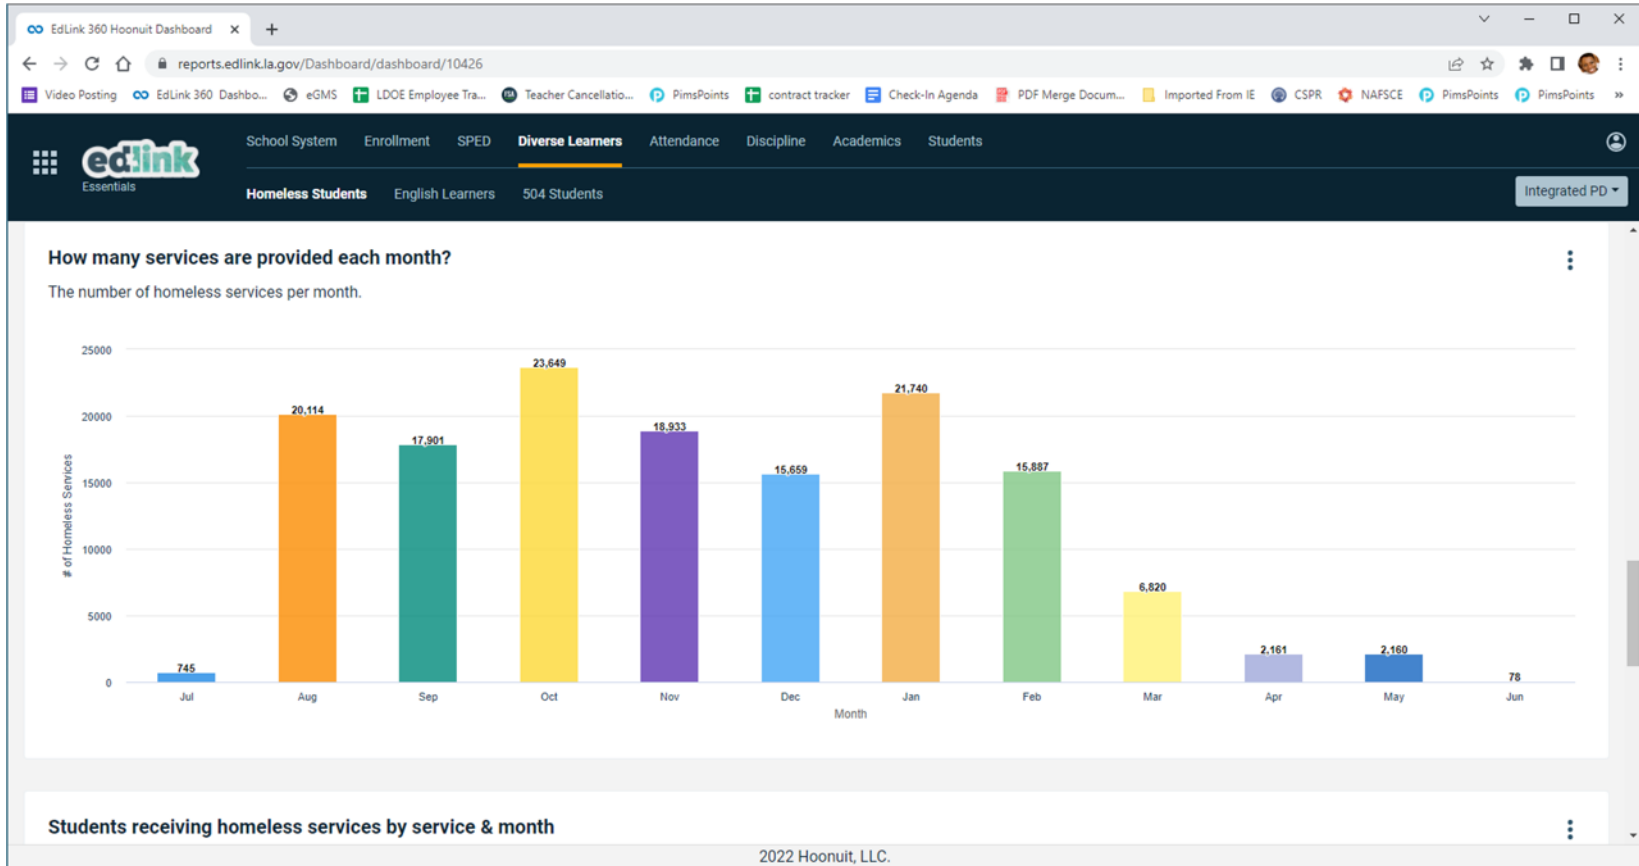 EdLink 360 Hoonuit Dashboard
reports.edlink.la.gov/Dashboard/dashboard/10426
Video Posting EdLink 360 Dashbo... eGMS LDOE Employee Tra... Teacher Cancellatio... PimsPoints contract tracker Check-In Agenda PDF Merge Docum... Imported From IE CSPR NAFSCE PimsPoints PimsPoints »
edlink
Essentials
School System Enrollment SPED Diverse Learners Attendance Discipline Academics Students
Homeless Students English Learners 504 Students
Integrated PD
How many services are provided each month?
The number of homeless services per month.
# of Homeless Services
25000
20000
15000
10000
5000
0
745 20,114 17,901 23,649 18,933 15,659 21,740 15,887 6,820 2,161 2,160 78
Jul Aug Sep Oct Nov Dec Jan Feb Mar Apr May Jun
Month
Students receiving homeless services by service & month
2022 Hoonuit, LLC.